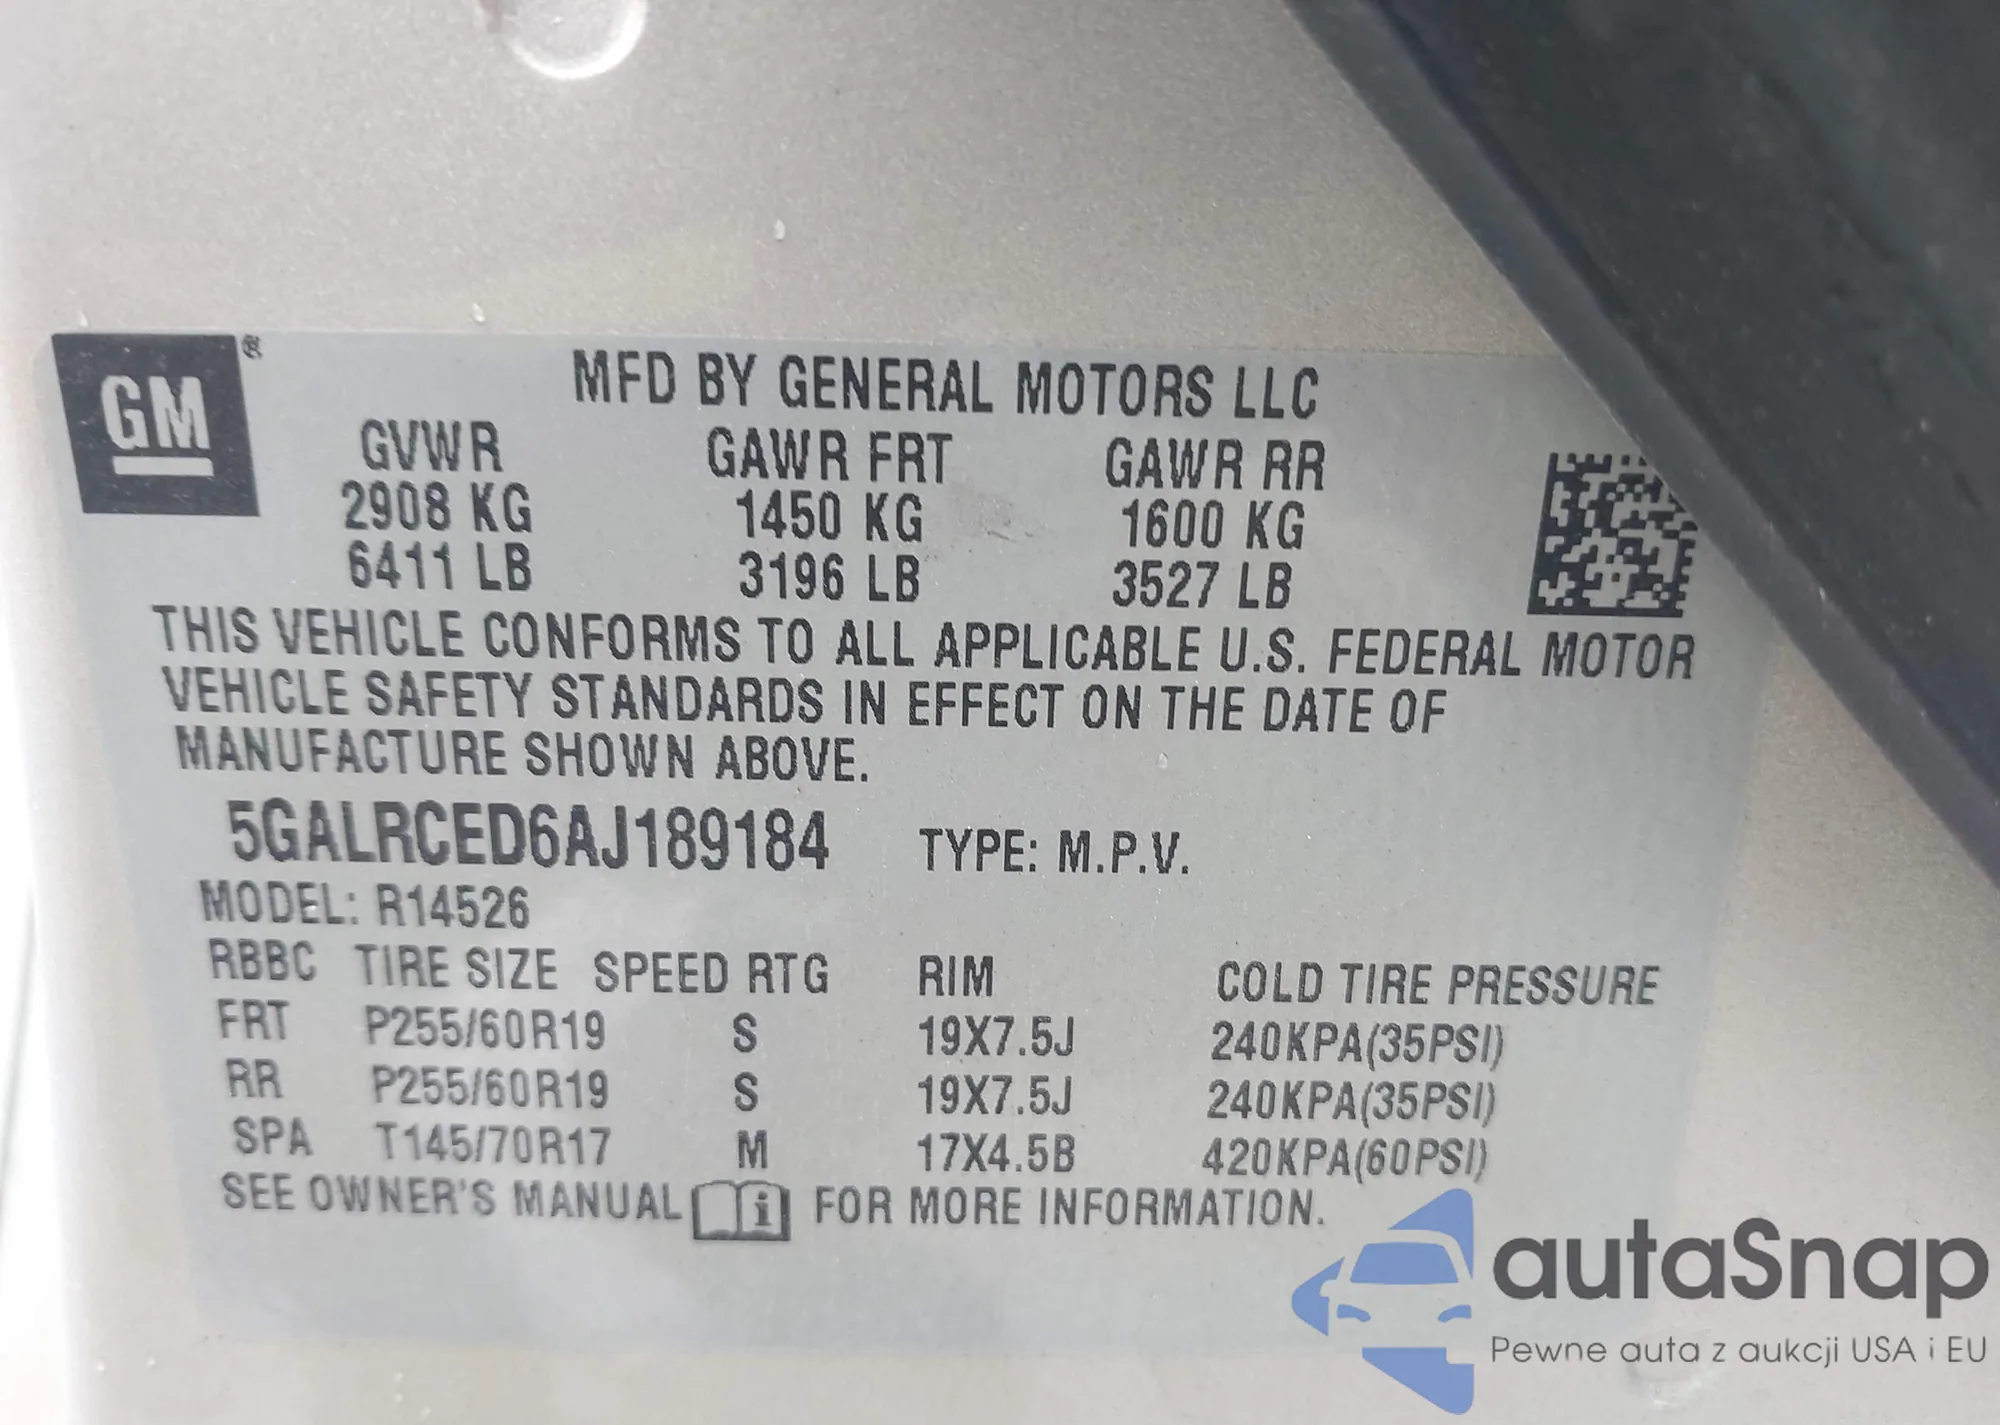 GM®
MFD BY GENERAL MOTORS LLC
GVWR GAWR FRT GAWR RR
2908 KG 1450 KG 1600 KG
6411 LB 3196 LB 3527 LB
THIS VEHICLE CONFORMS TO ALL APPLICABLE U.S. FEDERAL MOTOR
VEHICLE SAFETY STANDARDS IN EFFECT ON THE DATE OF
MANUFACTURE SHOWN ABOVE.
5GALRCED6AJ189184 TYPE: M.P.V.
MODEL: R14526
RBBC TIRE SIZE SPEED RTG RIM COLD TIRE PRESSURE
FRT P255/60R19 S 19X7.5J 240KPA(35PSI)
RR P255/60R19 S 19X7.5J 240KPA(35PSI)
SPA T145/70R17 M 17X4.5B 420KPA(60PSI)
SEE OWNER'S MANUAL i FOR MORE INFORMATION.
autaSnap
Pewne auta z aukcji USA i EU